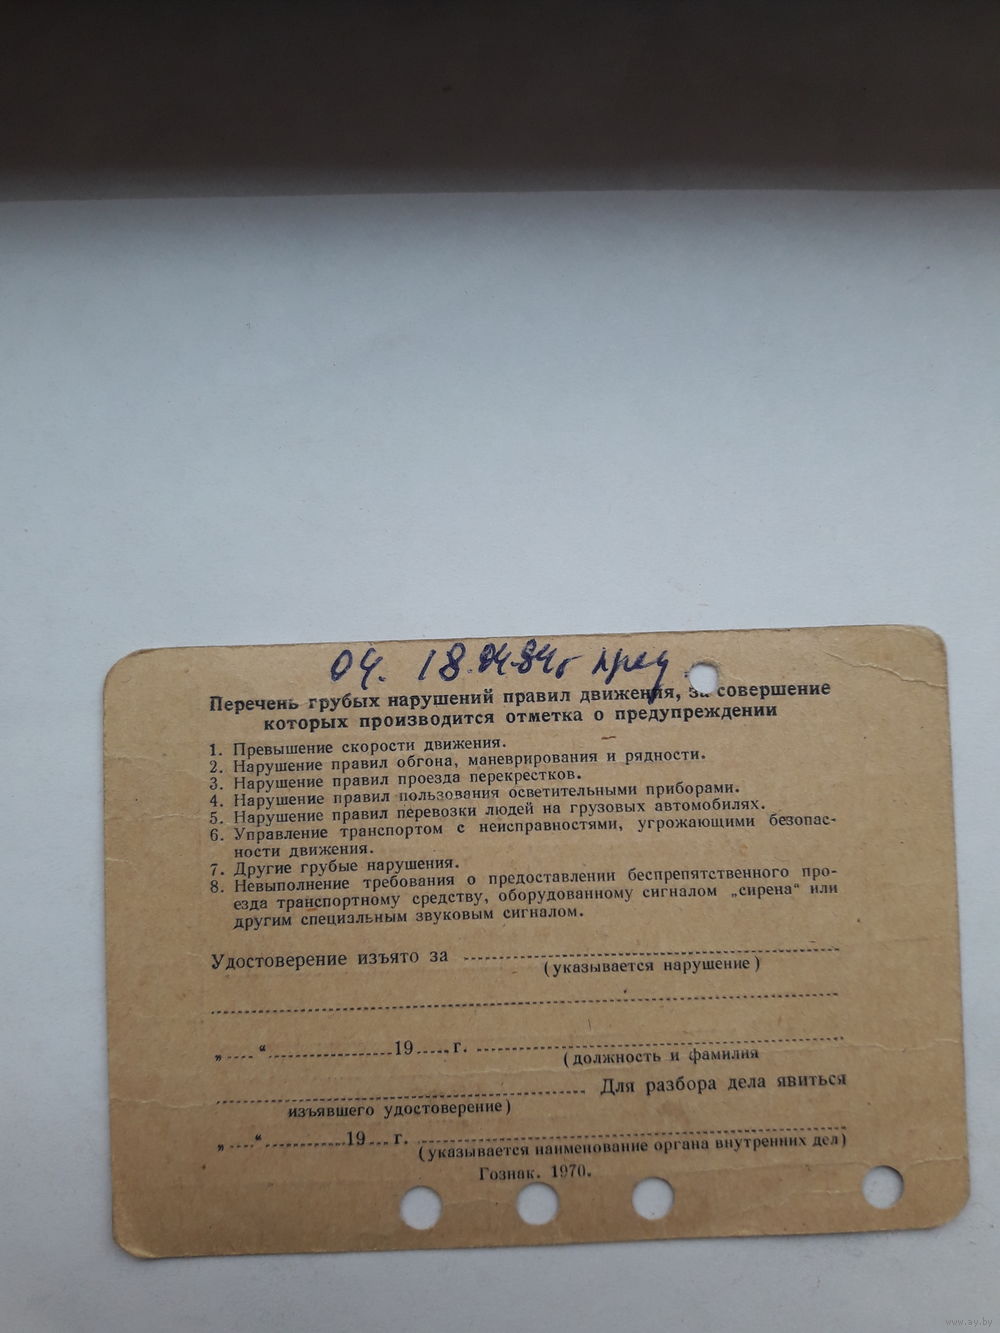 04. 18.04.84г пред.
Перечень грубых нарушений правил движения, за совершение
которых производится отметка о предупреждении
1. Превышение скорости движения.
2. Нарушение правил обгона, маневрирования и рядности.
3. Нарушение правил проезда перекрестков.
4. Нарушение правил пользования осветительными приборами.
5. Нарушение правил перевозки людей на грузовых автомобилях.
6. Управление транспортом с неисправностями, угрожающими безопас-
ности движения.
7. Другие грубые нарушения.
8. Невыполнение требования о предоставлении беспрепятственного про-
езда транспортному средству, оборудованному сигналом „сирена“ или
другим специальным звуковым сигналом.
Удостоверение изъято за
(указывается нарушение)
„....“ 19.....г.
(должность и фамилия
Для разбора дела явиться
изъявшего удостоверение)
„....“ 19....г.
(указывается наименование органа внутренних дел)
Гознак. 1970.
www.ay.by